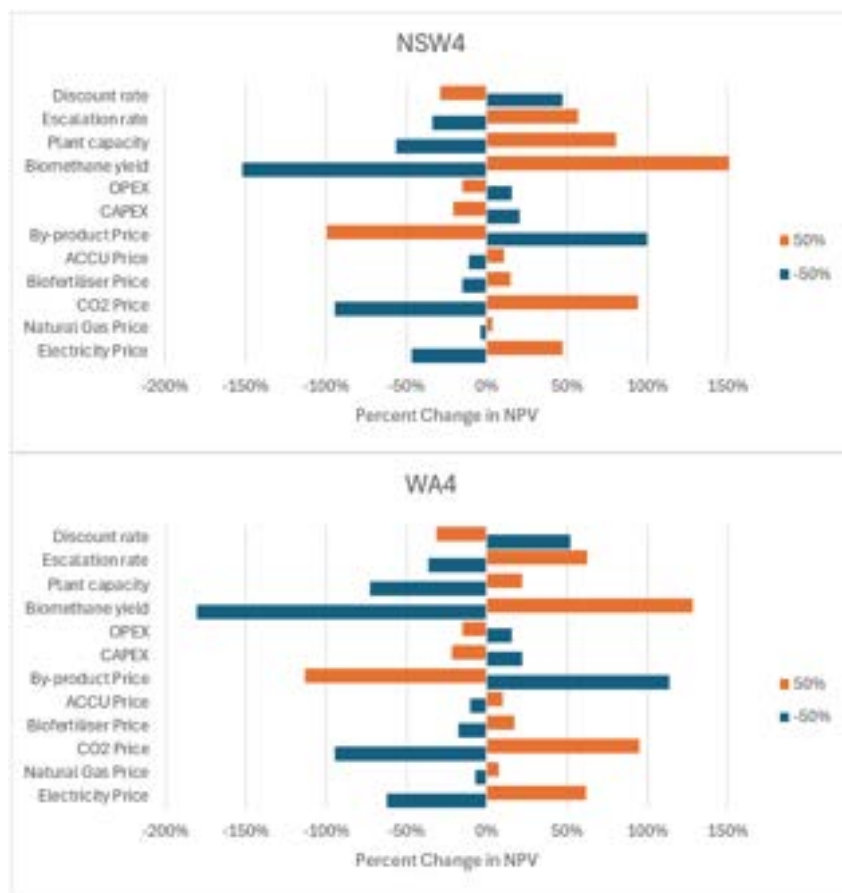 NSW4
Discount rate
Escalation rate
Plant capacity
Biomethane yield
OPEX
CAPEX
By-product Price
ACCU Price
Biofertiliser Price
CO2 Price
Natural Gas Price
Electricity Price
50%
-50%
-200% -150% -100% -50% 0% 50% 100% 150%
Percent Change in NPV
WA4
Discount rate
Escalation rate
Plant capacity
Biomethane yield
OPEX
CAPEX
By-product Price
ACCU Price
Biofertiliser Price
CO2 Price
Natural Gas Price
Electricity Price
50%
-50%
-200% -150% -100% -50% 0% 50% 100% 150%
Percent Change in NPV